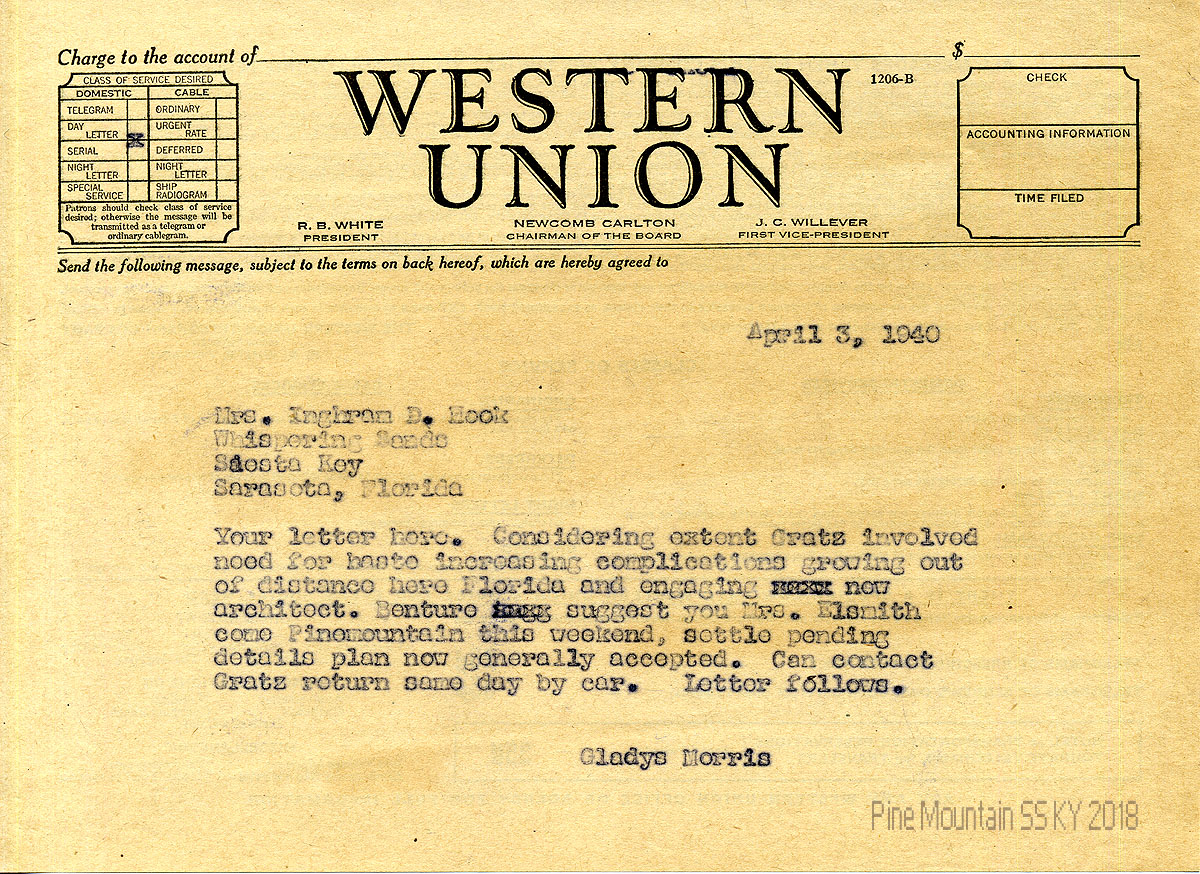 Charge to the account of
$
CLASS OF SERVICE DESIRED
DOMESTIC CABLE
TELEGRAM ORDINARY
DAY LETTER URGENT RATE
SERIAL DEFERRED
NIGHT LETTER NIGHT LETTER
SPECIAL SERVICE SHIP RADIOGRAM
Patrons should check class of service
desired; otherwise the message will be
transmitted as a telegram or
ordinary cablegram.
WESTERN
UNION
1206-B
R. B. WHITE
PRESIDENT
NEWCOMB CARLTON
CHAIRMAN OF THE BOARD
J. C. WILLEVER
FIRST VICE-PRESIDENT
CHECK
ACCOUNTING INFORMATION
TIME FILED
Send the following message, subject to the terms on back hereof, which are hereby agreed to
April 3, 1940
Mrs. Inghram D. Hook
Whispering Sands
Siesta Key
Sarasota, Florida
Your letter here. Considering extent Gratz involved
need for haste increasing complications growing out
of distance here Florida and engaging new
architect. Benture suggest you Mrs. Elsmith
come Pinemountain this weekend, settle pending
details plan now generally accepted. Can contact
Gratz return same day by car. Letter follows.
Gladys Morris
Pine Mountain SS KY 2018